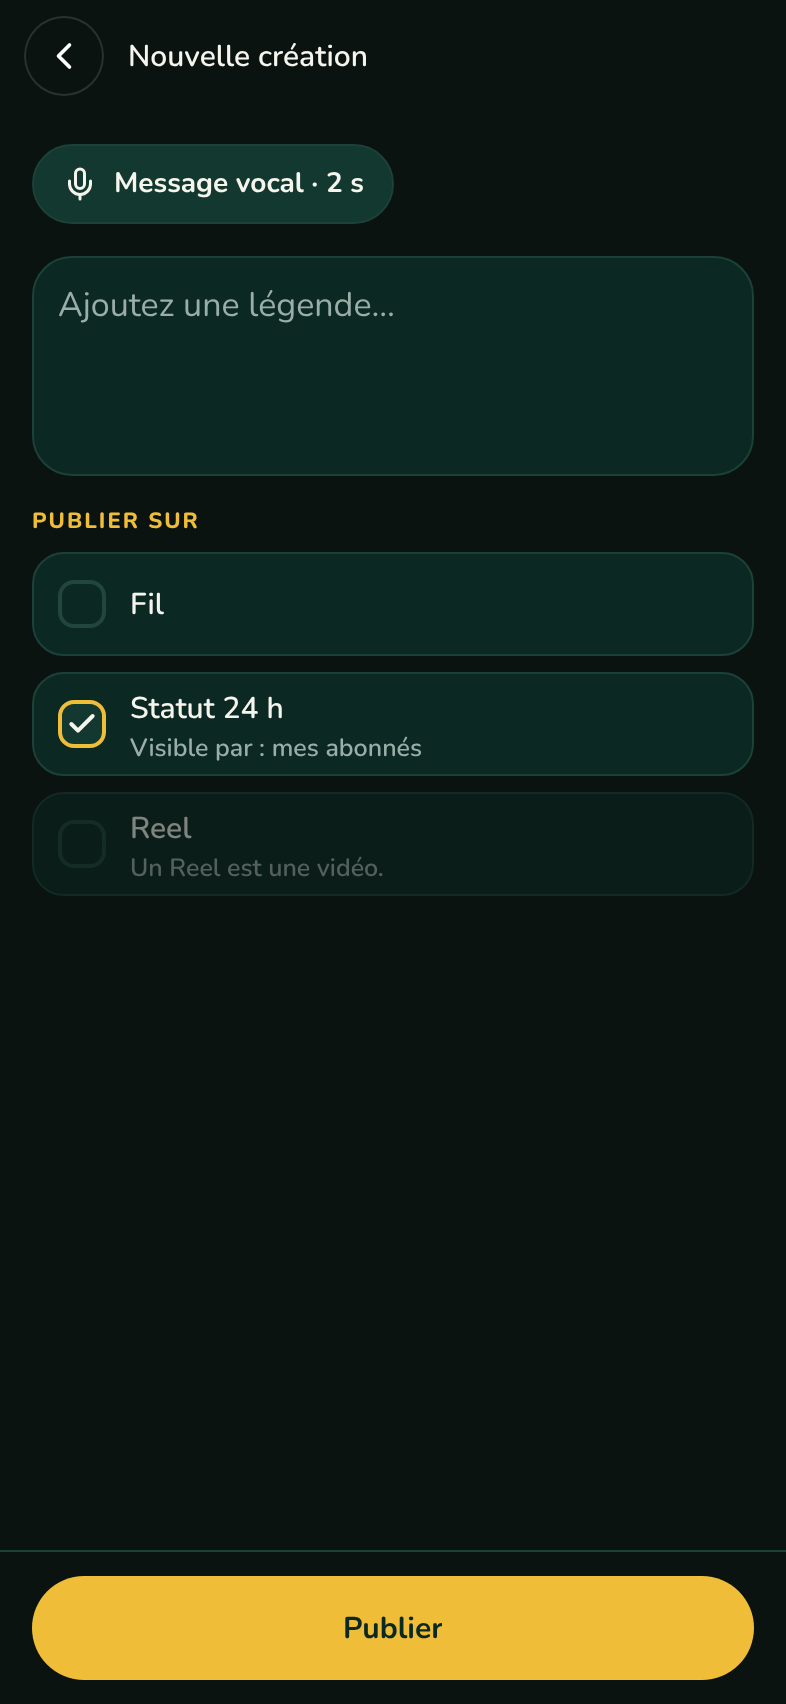 Nouvelle création
Message vocal · 2 s
Ajoutez une légende...
PUBLIER SUR
Fil
Statut 24 h
Visible par : mes abonnés
Reel
Un Reel est une vidéo.
Publier